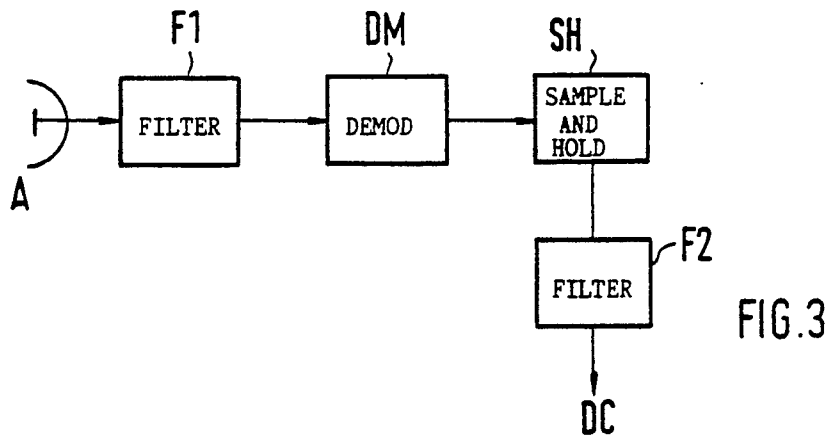 F1
DM
SH
FILTER
DEMOD
SAMPLE
AND
HOLD
A
F2
FILTER
FIG.3
DC